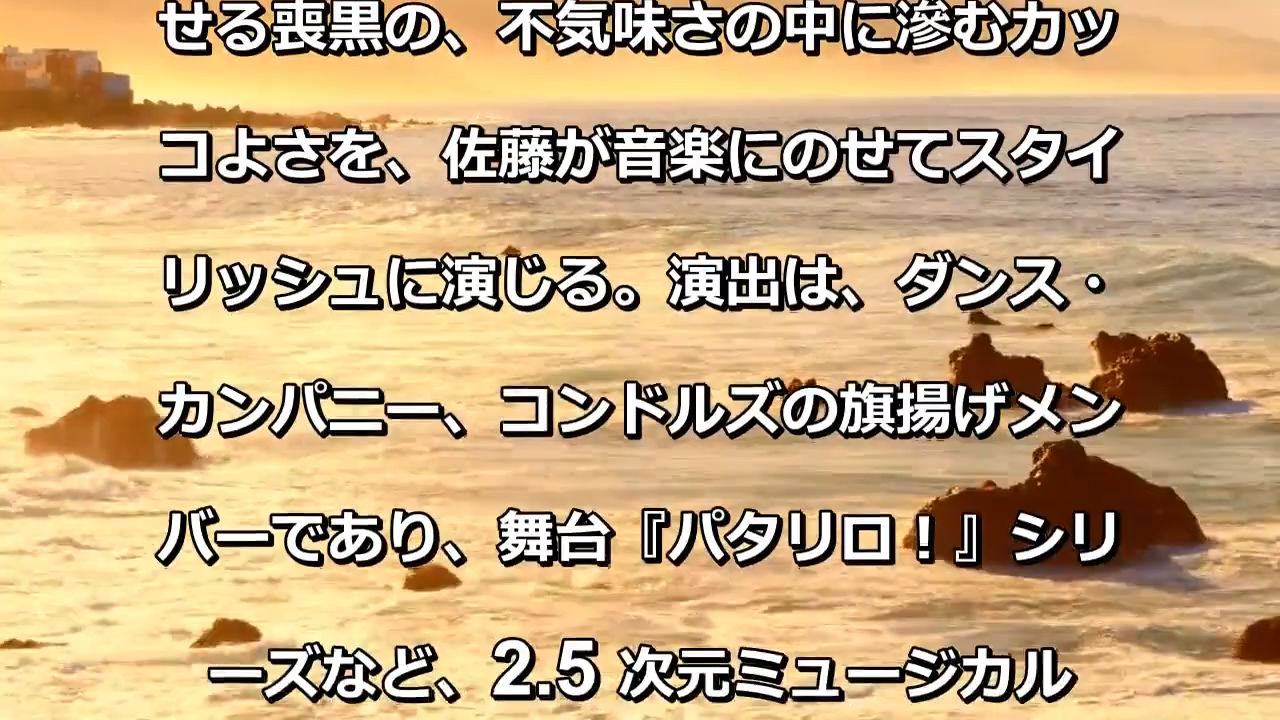 せる喪黒の、不気味さの中に滲むカッ
コよさを、佐藤が音楽にのせてスタイ
リッシュに演じる。演出は、ダンス・
カンパニー、コンドルズの旗揚げメン
バーであり、舞台『パタリロ！』シリ
ーズなど、2.5 次元ミュージカル